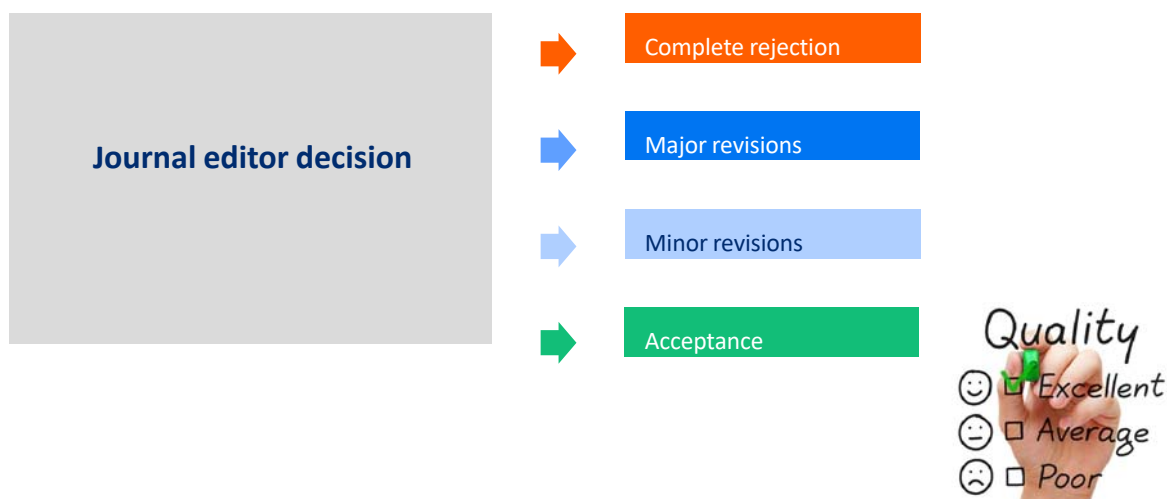 Journal editor decision
Complete rejection
Major revisions
Minor revisions
Acceptance
Quality
Excellent
Average
Poor